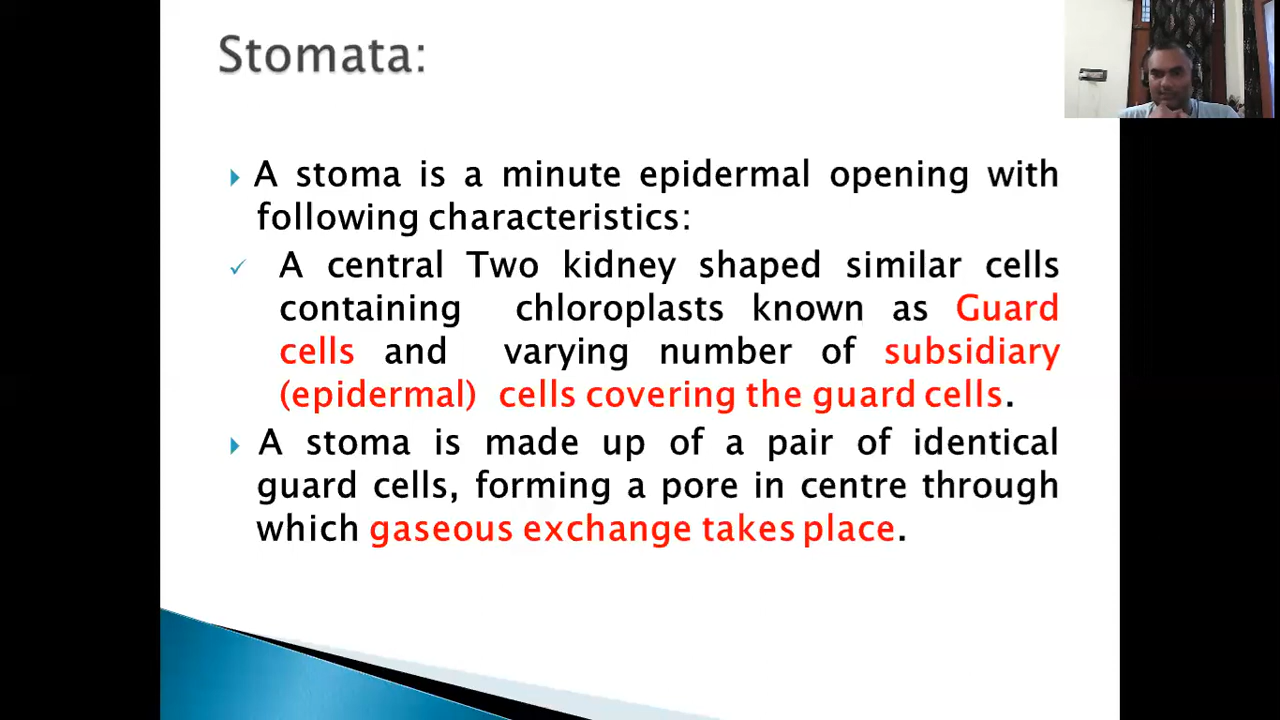 Stomata:
A stoma is a minute epidermal opening with
following characteristics:
A central Two kidney shaped similar cells
containing chloroplasts known as Guard
cells and varying number of subsidiary
(epidermal) cells covering the guard cells.
A stoma is made up of a pair of identical
guard cells, forming a pore in centre through
which gaseous exchange takes place.